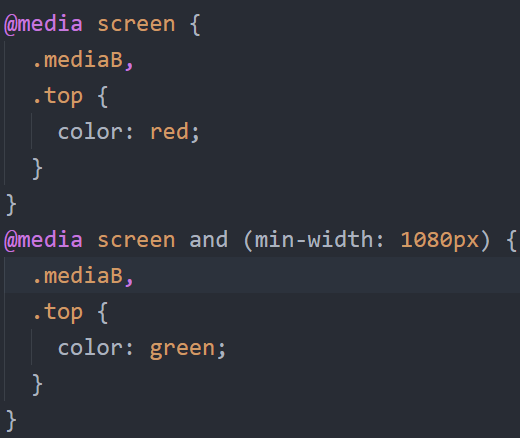 @media screen {
.mediaB,
.top {
color: red;
}
}
@media screen and (min-width: 1080px) {
.mediaB,
.top {
color: green;
}
}